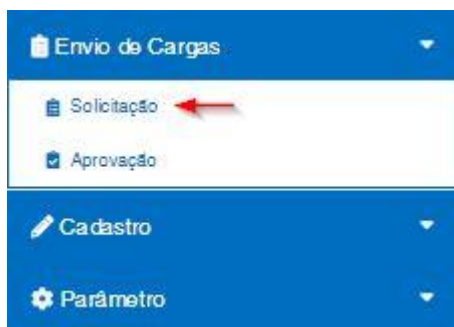 Envio de Cargas
Solicitação
Aprovação
Cadastro
Parâmetro